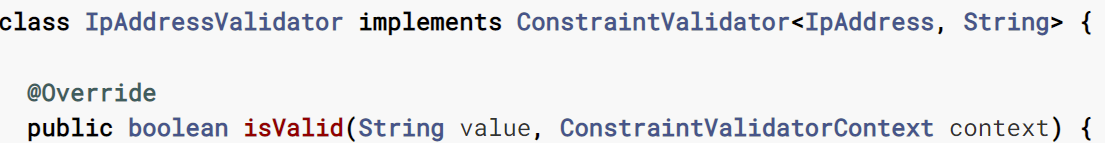 class IpAddressValidator implements ConstraintValidator<IpAddress, String> {
@Override
public boolean isValid(String value, ConstraintValidatorContext context) {